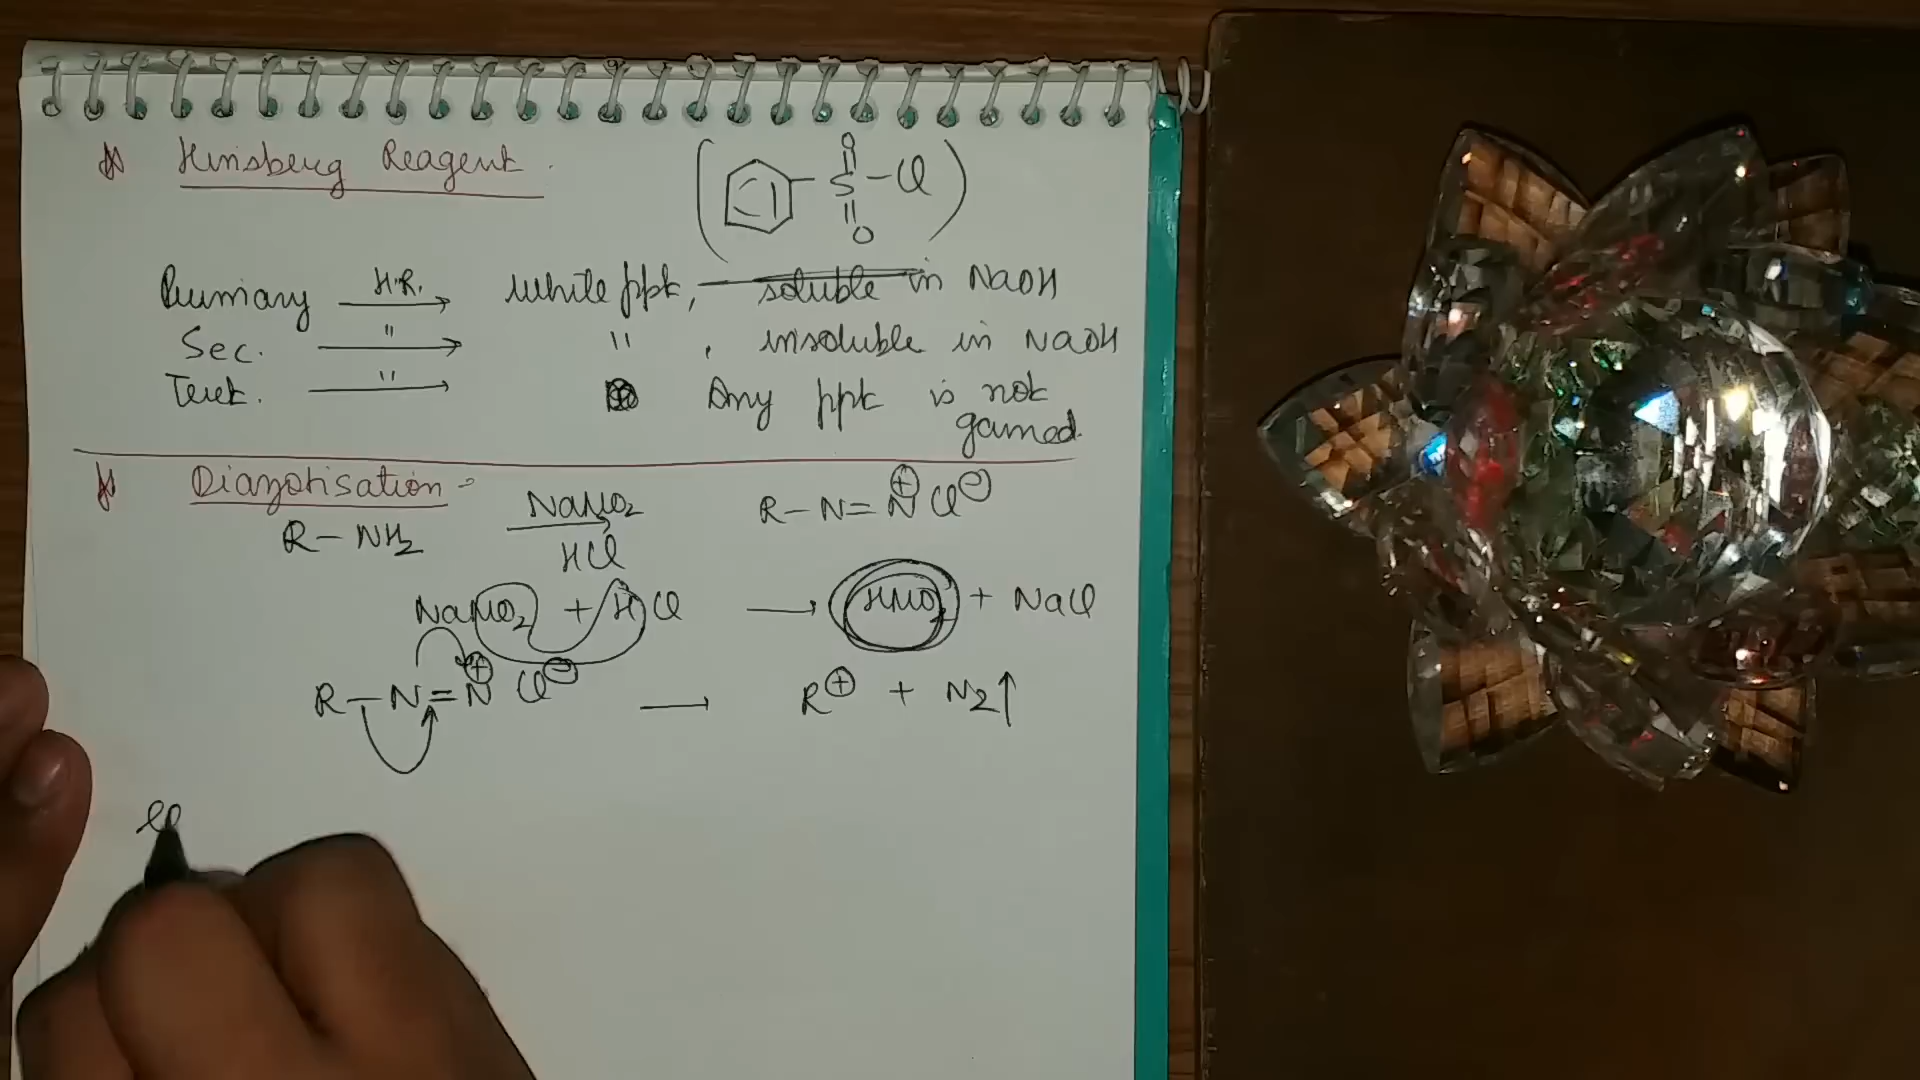 Hinsberg Reagent.
S Cl
O
O
Primary H.R. White ppt, soluble in NaOH
Sec. " " , insoluble in NaOH
Tert. " Any ppt is not
gained.
Diazotisation -
R-NH2 NaNO2 HCl R-N=N⊕ Cl⊖
NaNO2 + HCl → HNO2 + NaCl
R-N=N⊕ Cl⊖ → R⊕ + N2↑